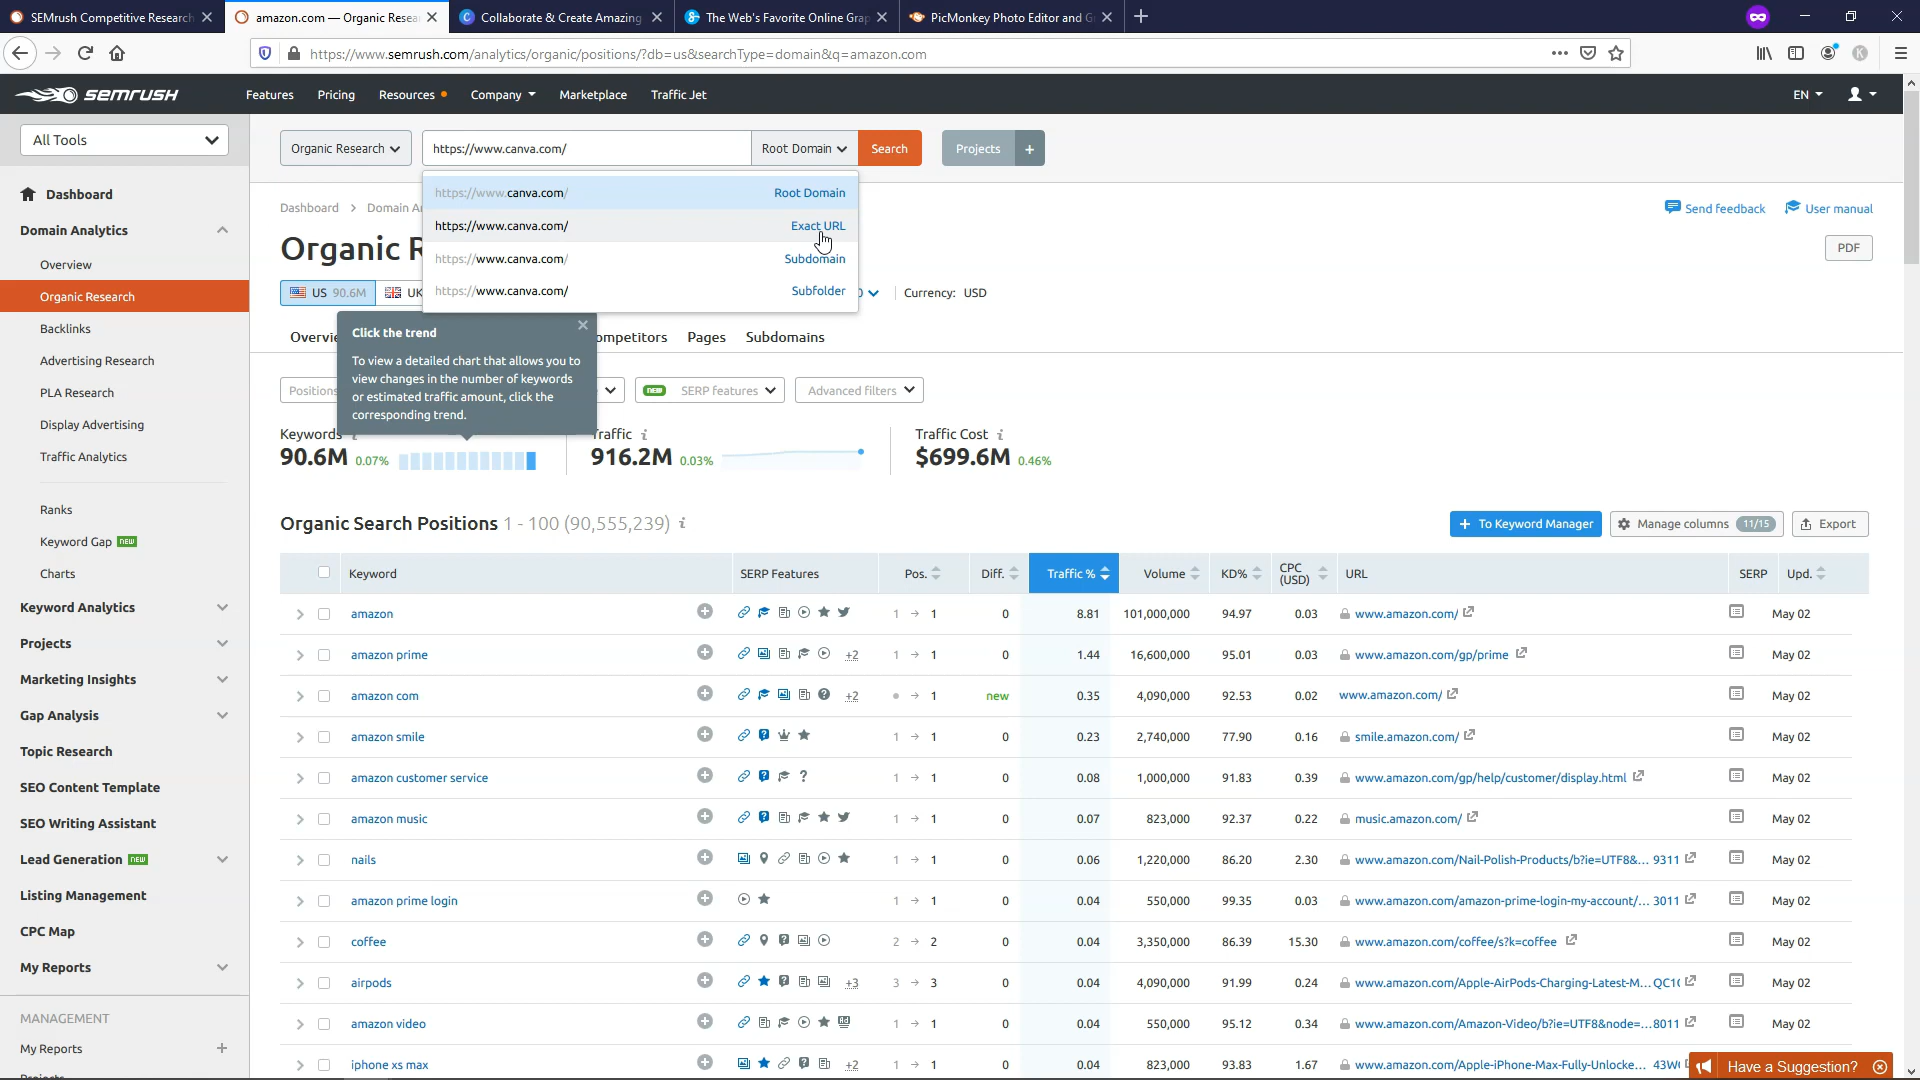 SEMrush Competitive Research
amazon.com — Organic Resea
Collaborate & Create Amazing
The Web's Favorite Online Grap
PicMonkey Photo Editor and G
https://www.semrush.com/analytics/organic/positions/?db=us&searchType=domain&q=amazon.com
K
SEMRUSH
Features
Pricing
Resources
Company
Marketplace
Traffic Jet
EN
All Tools
Organic Research
https://www.canva.com/
Root Domain
Search
Projects
+
https://www.canva.com/ Root Domain
https://www.canva.com/ Exact URL
https://www.canva.com/ Subdomain
https://www.canva.com/ Subfolder
Dashboard
Domain Analytics
Overview
Organic Research
Backlinks
Advertising Research
PLA Research
Display Advertising
Traffic Analytics
Ranks
Keyword Gap new
Charts
Keyword Analytics
Projects
Marketing Insights
Gap Analysis
Topic Research
SEO Content Template
SEO Writing Assistant
Lead Generation new
Listing Management
CPC Map
My Reports
MANAGEMENT
My Reports +
Dashboard > Domain A
Send feedback
User manual
Organic R
PDF
US 90.6M
UK
Currency: USD
Overvie
ompetitors
Pages
Subdomains
Click the trend
To view a detailed chart that allows you to
view changes in the number of keywords
or estimated traffic amount, click the
corresponding trend.
Positions
new SERP features
Advanced filters
Keywords
90.6M 0.07%
Traffic i
916.2M 0.03%
Traffic Cost i
$699.6M 0.46%
Organic Search Positions 1 - 100 (90,555,239) i
+ To Keyword Manager
Manage columns 11/15
Export
Keyword SERP Features Pos. Diff. Traffic % Volume KD% CPC (USD) URL SERP Upd.
amazon 1 → 1 0 8.81 101,000,000 94.97 0.03 www.amazon.com/ May 02
amazon prime +2 1 → 1 0 1.44 16,600,000 95.01 0.03 www.amazon.com/gp/prime May 02
amazon com +2 • → 1 new 0.35 4,090,000 92.53 0.02 www.amazon.com/ May 02
amazon smile 1 → 1 0 0.23 2,740,000 77.90 0.16 smile.amazon.com/ May 02
amazon customer service 1 → 1 0 0.08 1,000,000 91.83 0.39 www.amazon.com/gp/help/customer/display.html May 02
amazon music 1 → 1 0 0.07 823,000 92.37 0.22 music.amazon.com/ May 02
nails 1 → 1 0 0.06 1,220,000 86.20 2.30 www.amazon.com/Nail-Polish-Products/b?ie=UTF8&... 9311 May 02
amazon prime login 1 → 1 0 0.04 550,000 99.35 0.03 www.amazon.com/amazon-prime-login-my-account/... 3011 May 02
coffee 2 → 2 0 0.04 3,350,000 86.39 15.30 www.amazon.com/coffee/s?k=coffee May 02
airpods +3 3 → 3 0 0.04 4,090,000 91.99 0.24 www.amazon.com/Apple-AirPods-Charging-Latest-M... QC1( May 02
amazon video 1 → 1 0 0.04 550,000 95.12 0.34 www.amazon.com/Amazon-Video/b?ie=UTF8&node=... 8011 May 02
iphone xs max +2 1 → 1 0 0.04 823,000 93.83 1.67 www.amazon.com/Apple-iPhone-Max-Fully-Unlocke... 43W(
Have a Suggestion?